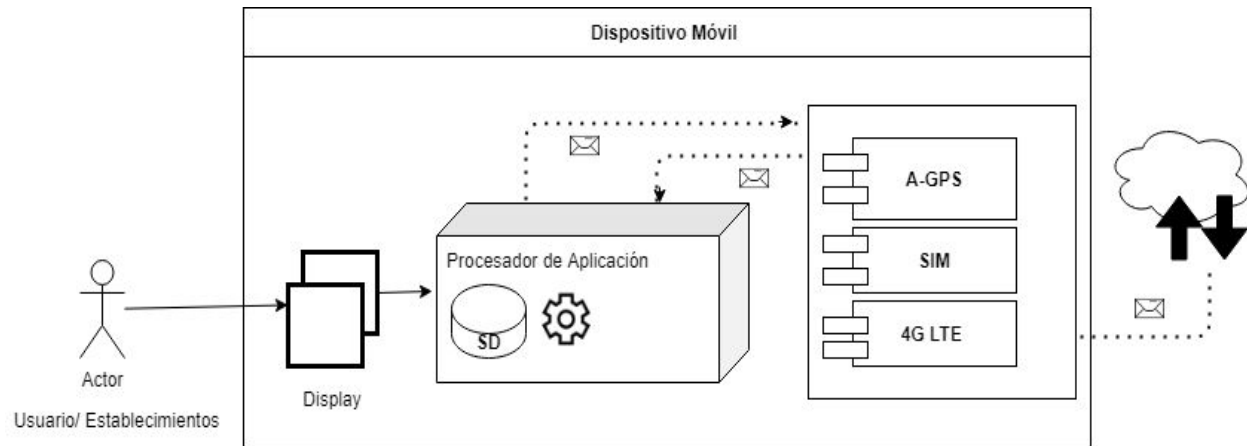 Dispositivo Móvil
A-GPS
Procesador de Aplicación
SIM
SD
4G LTE
Actor
Display
Usuario/ Establecimientos